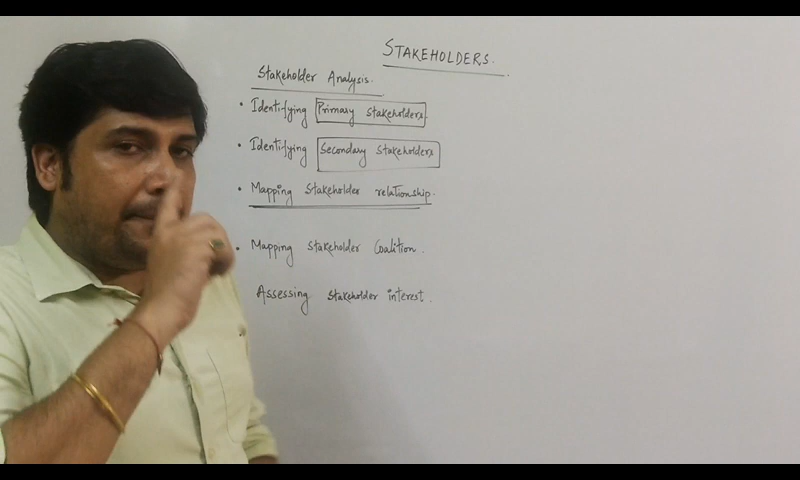 STAKEHOLDERS.
Stakeholder Analysis.
• Identifying Primary Stakeholders.
• Identifying Secondary Stakeholders
• Mapping Stakeholder relationship.
• Mapping Stakeholder Coalition.
Assessing Stakeholder interest.